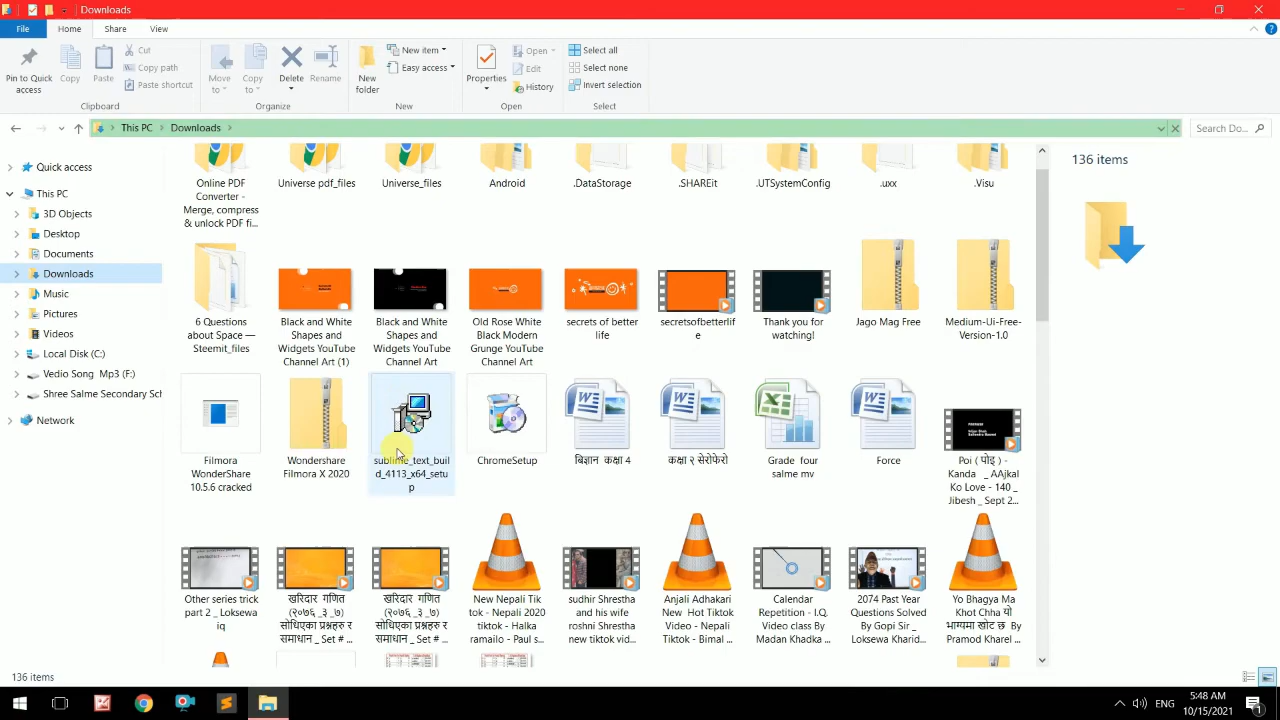 Downloads
File
Home
Share
View
Pin to Quick
access
Copy
Paste
Cut
Copy path
Paste shortcut
Clipboard
Move
to
Copy
to
Delete
Rename
Organize
New
folder
New item
Easy access
New
Properties
Open
Edit
History
Open
Select all
Select none
Invert selection
Select
This PC
Downloads
Search Do...
Quick access
This PC
3D Objects
Desktop
Documents
Downloads
Music
Pictures
Videos
Local Disk (C:)
Vedio Song Mp3 (F:)
Shree Salme Secondary Sch
Network
Online PDF
Converter -
Merge, compress
& unlock PDF fi...
Universe pdf_files
Universe_files
Android
.DataStorage
.SHAREit
.UTSystemConfig
.uxx
.Visu
6 Questions
about Space —
Steemit_files
Black and White
Shapes and
Widgets YouTube
Channel Art (1)
Black and White
Shapes and
Widgets YouTube
Channel Art
Old Rose White
Black Modern
Grunge YouTube
Channel Art
secrets of better
life
secretsofbetterlif
e
Thank you for
watching!
Jago Mag Free
Medium-Ui-Free-
Version-1.0
Filmora
WonderShare
10.5.6 cracked
Wondershare
Filmora X 2020
sublime_text_buil
d_4113_x64_setu
p
ChromeSetup
बिज्ञान कक्षा 4
कक्षा २ सेरोफेरो
Grade four
salme mv
Force
Poi ( पोइ ) -
Kanda _ AAjkal
Ko Love - 140 _
Jibesh _ Sept 2...
Other series trick
part 2 _ Loksewa
iq
खरिदार गणित
(२०७६_३_७)
सोधिएका प्रश्नहरु र
समाधान _ Set # ...
खरिदार गणित
(२०७६_३_७)
सोधिएका प्रश्नहरु र
समाधान _ Set # ...
New Nepali Tik
tok - Nepali 2020
tiktok - Halka
ramailo - Paul s...
sudhir Shrestha
and his wife
roshni Shrestha
new tiktok vid...
Anjali Adhakari
New Hot Tiktok
Video - Nepali
Tiktok - Bimal ...
Calendar
Repetition - I.Q.
Video class By
Madan Khadka ...
2074 Past Year
Questions Solved
By Gopi Sir _
Loksewa Kharid...
Yo Bhagya Ma
Khot Chha यो
भाग्यमा खोट छ By
Pramod Kharel...
136 items
136 items
ENG
5:48 AM
10/15/2021